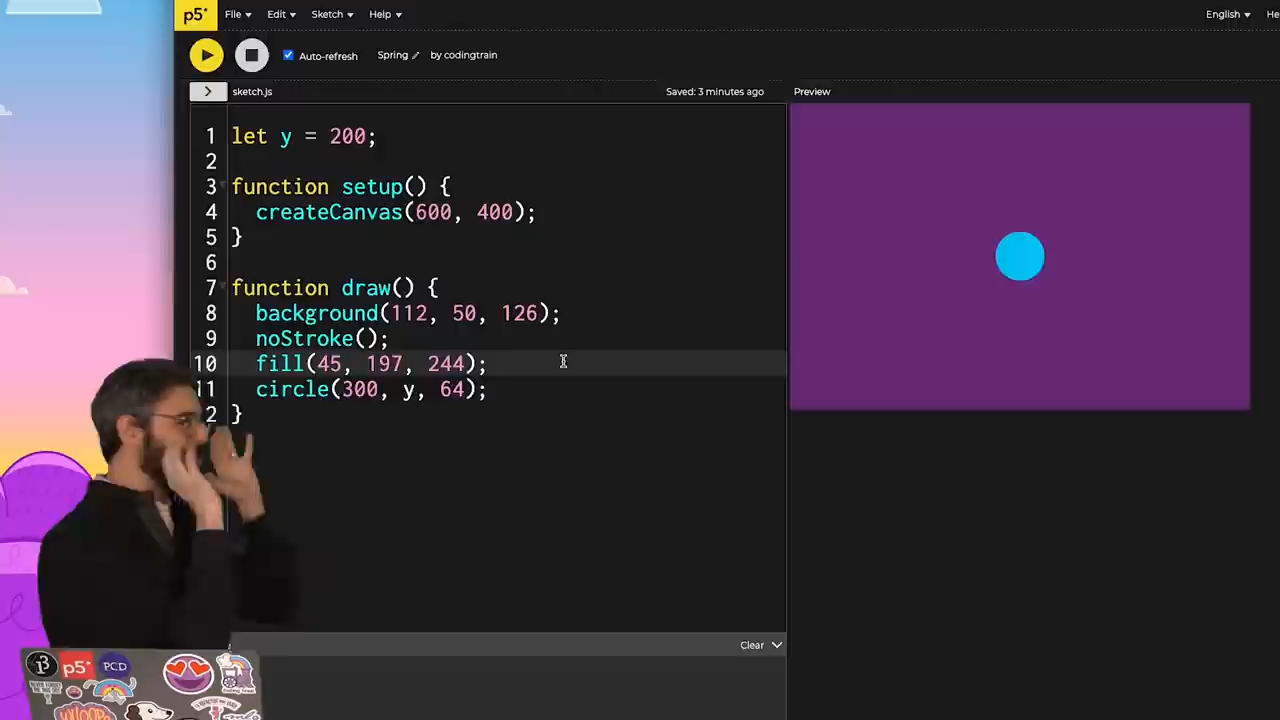 p5* File Edit Sketch Help English He
Auto-refresh Spring by codingtrain
> sketch.js Saved: 3 minutes ago Preview
1 let y = 200;
2
3 function setup() {
4 createCanvas(600, 400);
5 }
6
7 function draw() {
8 background(112, 50, 126);
9 noStroke();
10 fill(45, 197, 244);
11 circle(300, y, 64);
2 }
Clear
p5* PCD
WHOOPS